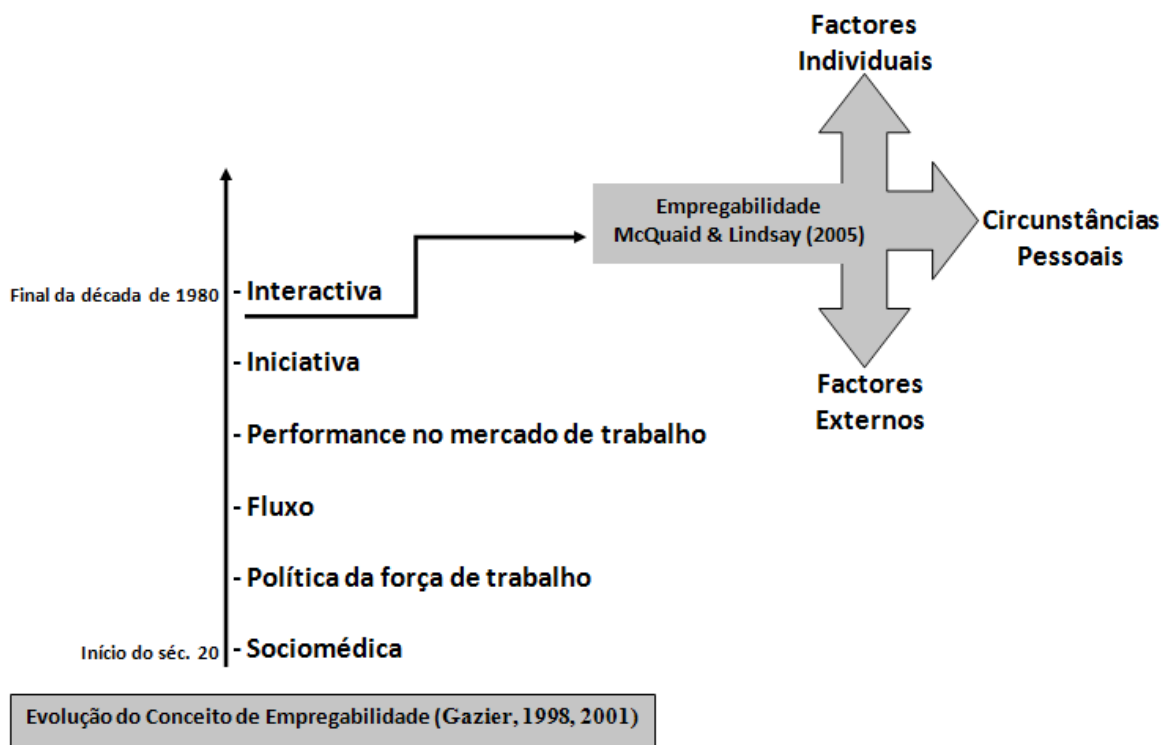 Factores
Individuais
Empregabilidade
McQuaid & Lindsay (2005)
Circunstâncias
Pessoais
Final da década de 1980
- Interactiva
- Iniciativa
Factores
Externos
- Performance no mercado de trabalho
- Fluxo
- Política da força de trabalho
Início do séc. 20
- Sociomédica
Evolução do Conceito de Empregabilidade (Gazier, 1998, 2001)